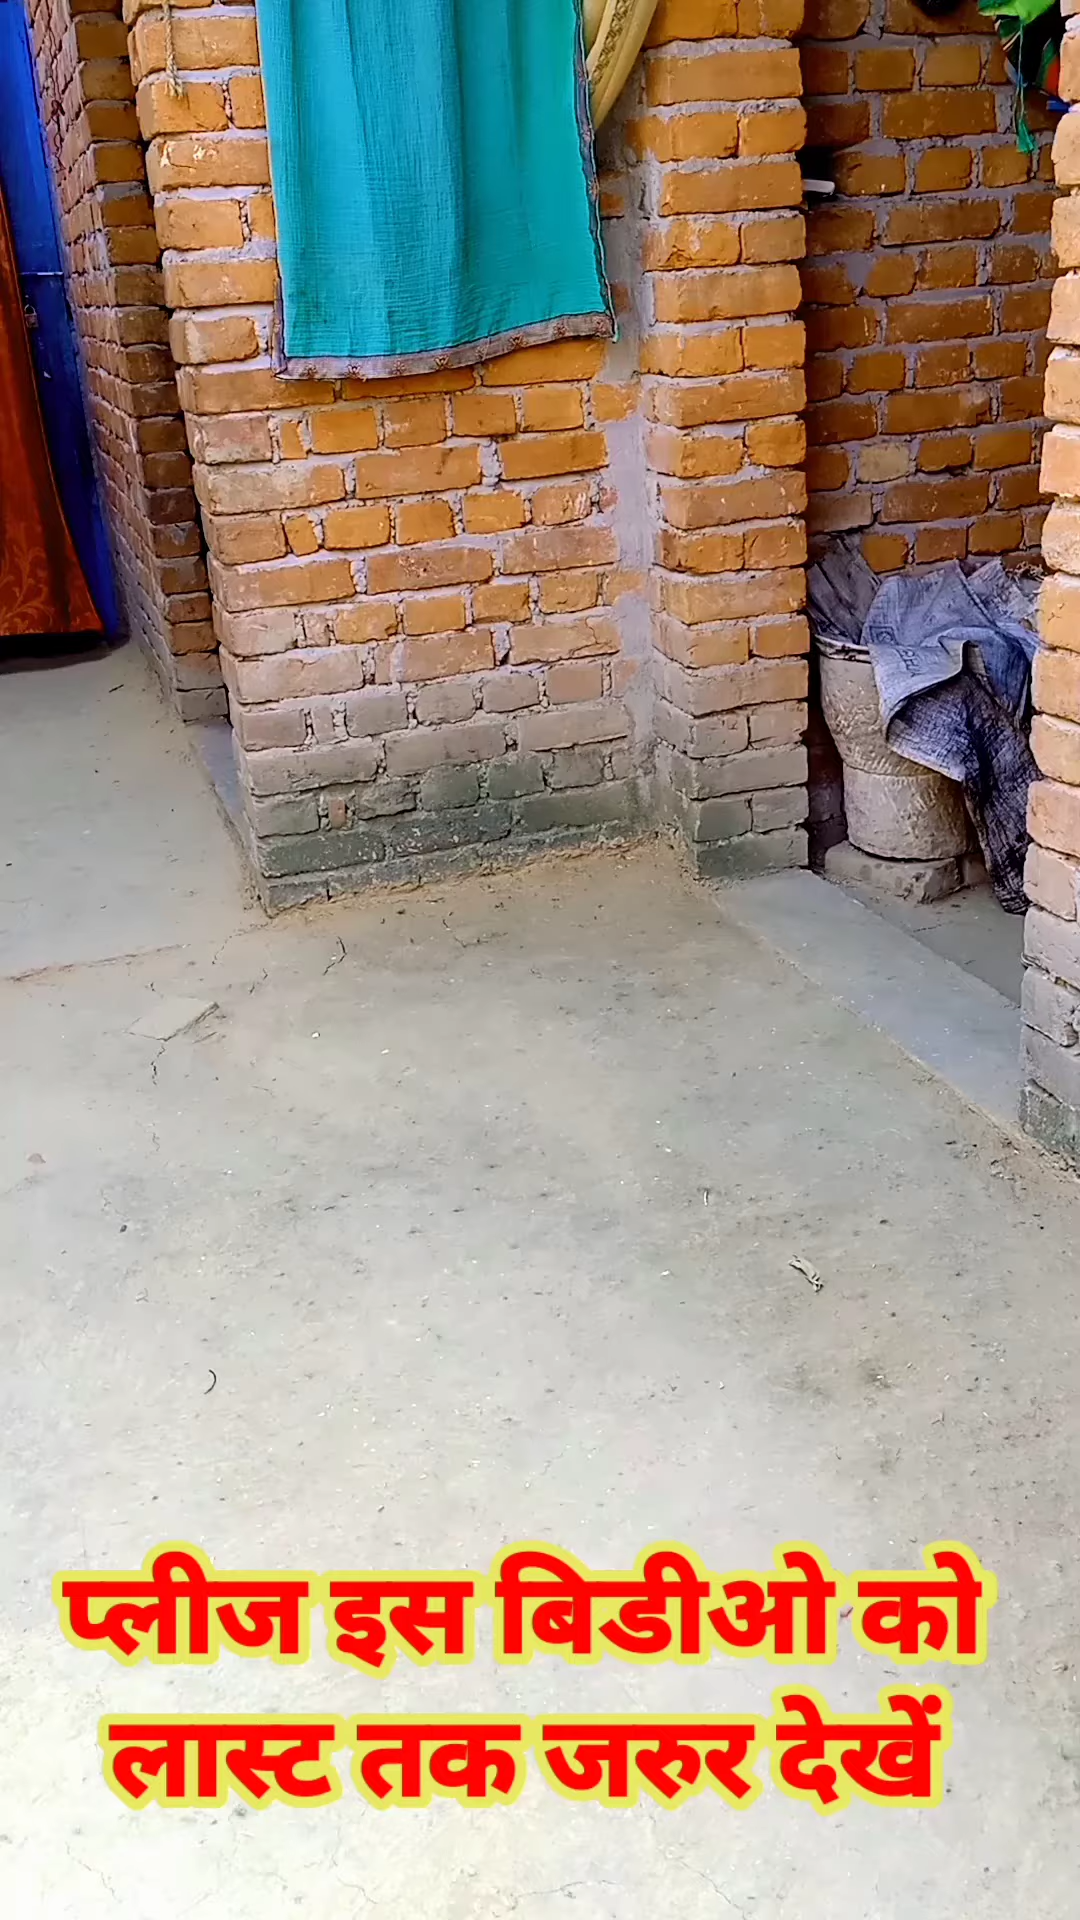 प्लीज इस बिडीओ को
लास्ट तक जरुर देखें